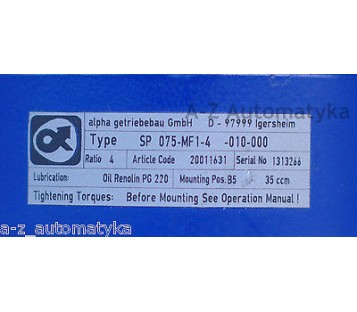 A-Z Automatyka
alpha getriebebau GmbH D - 97999 Igersheim
Type SP 075-MF1-4 -010-000
Ratio 4 Article Code 20011631 Serial No 1313266
Lubrication: Oil Renolin PG 220 Mounting Pos. B5 35 ccm
Tightening Torques: Before Mounting See Operation Manual !
a-z_automatyka a-z_automatyka